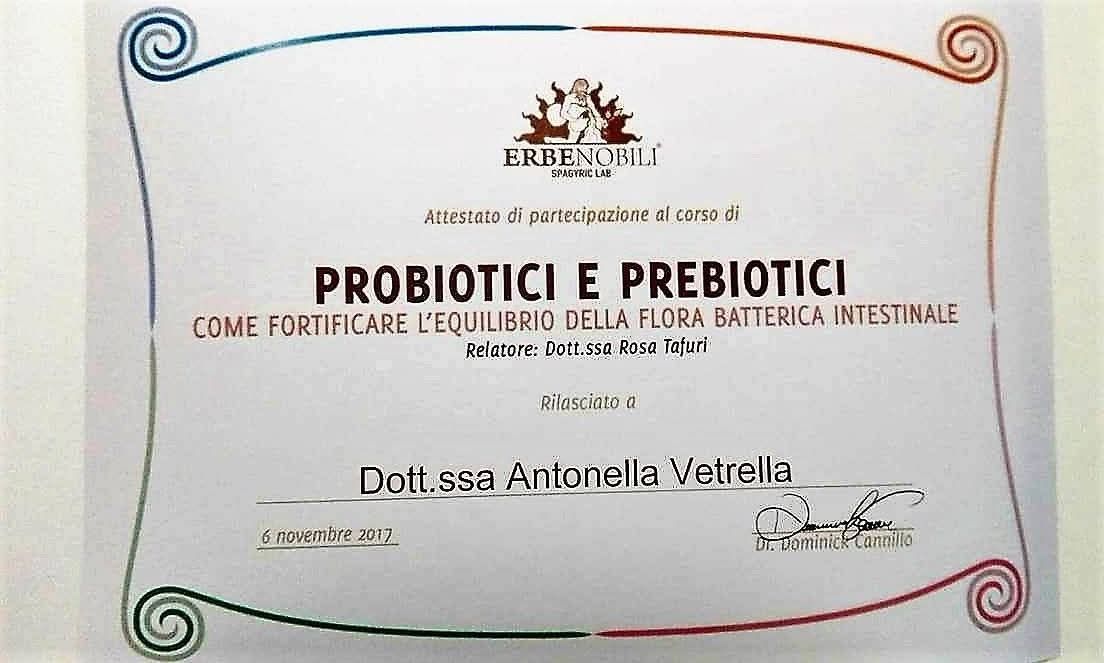 ERBENOBILI®
SPAGYRIC LAB
Attestato di partecipazione al corso di
PROBIOTICI E PREBIOTICI
COME FORTIFICARE L'EQUILIBRIO DELLA FLORA BATTERICA INTESTINALE
Relatore: Dott.ssa Rosa Tafuri
Rilasciato a
Dott.ssa Antonella Vetrella
6 novembre 2017
Dr. Dominick Cannillo